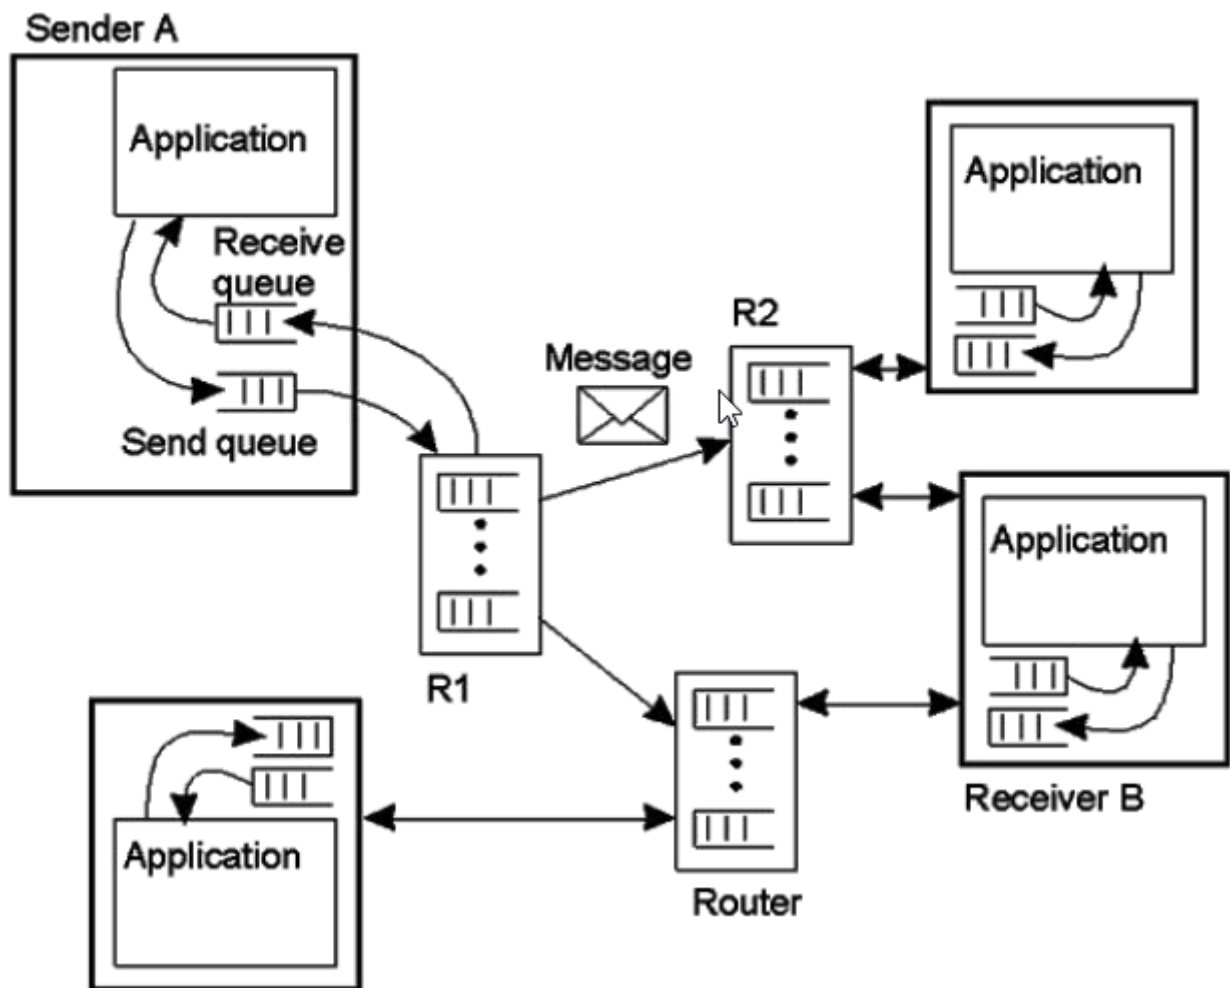 Sender A
Application
Receive
queue
Send queue
R1
Message
R2
Application
Application
Receiver B
Router
Application